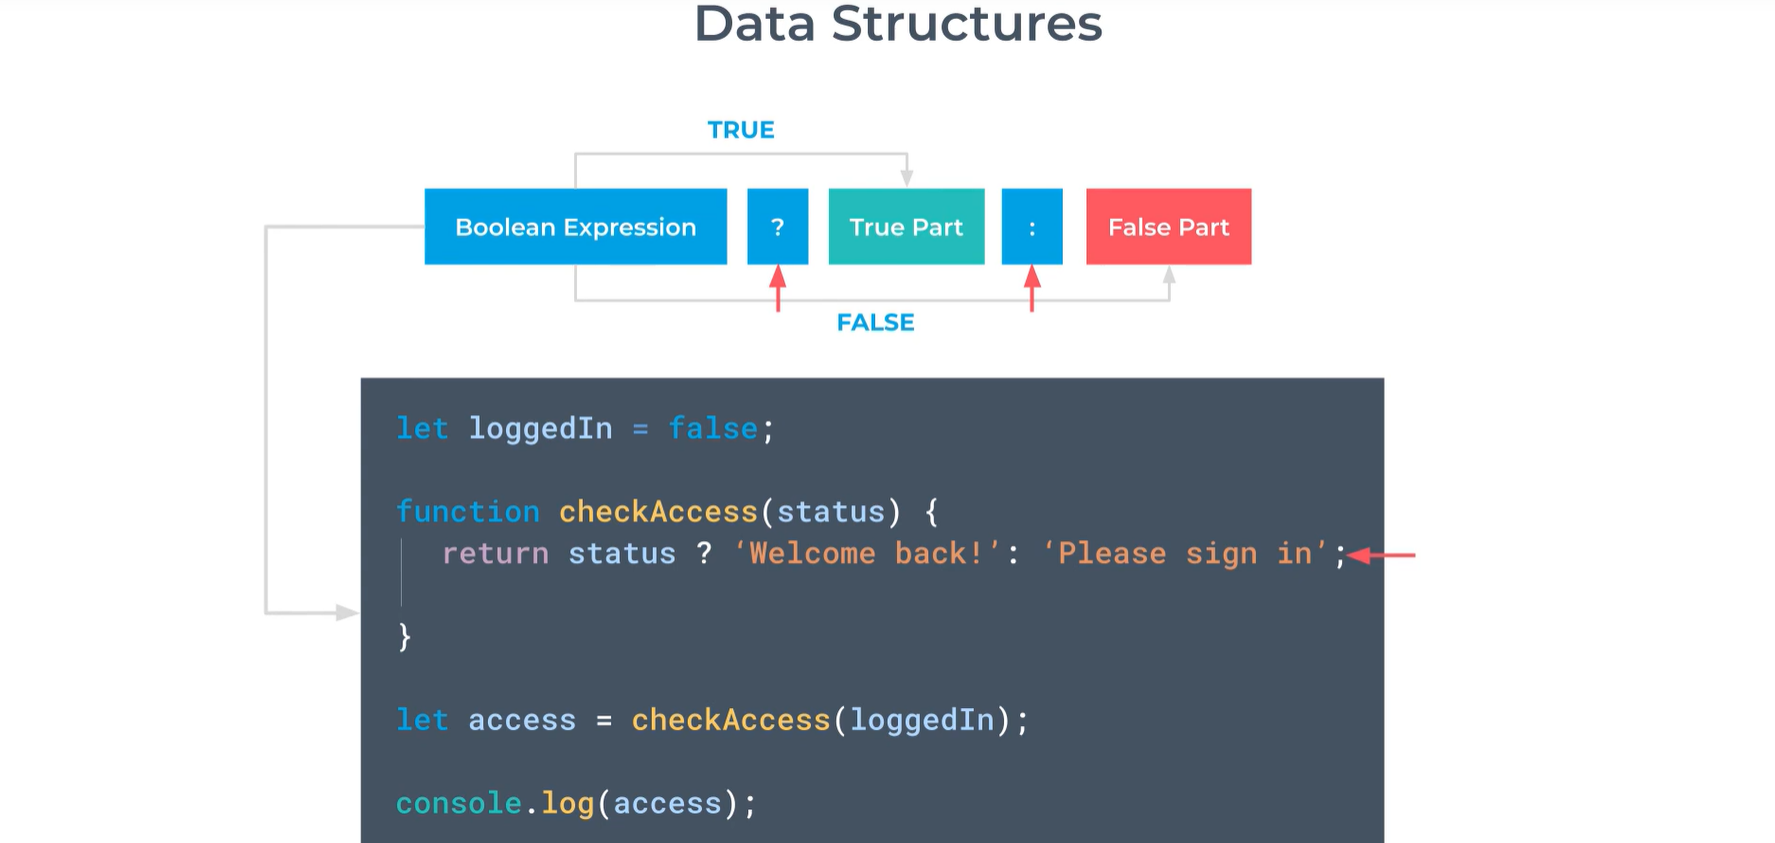 Data Structures
TRUE
Boolean Expression ? True Part : False Part
FALSE
let loggedIn = false;
function checkAccess(status) {
return status ? ‘Welcome back!’: ‘Please sign in’;
}
let access = checkAccess(loggedIn);
console.log(access);